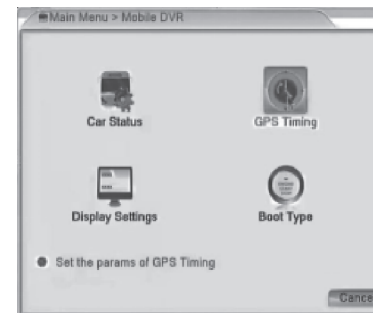 Main Menu > Mobile DVR
Car Status GPS Timing
Display Settings Boot Type
Set the params of GPS Timing
Cance